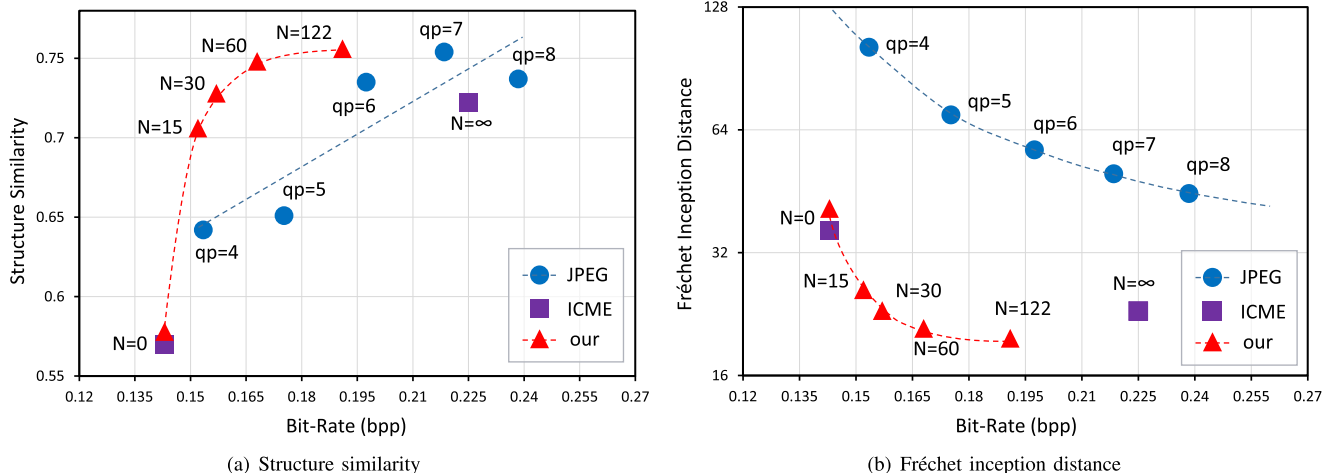 Structure Similarity
0.75
0.7
0.65
0.6
0.55
N=0
N=15
N=30
N=60
N=122
qp=4
qp=5
qp=6
qp=7
qp=8
N=∞
JPEG
ICME
our
0.12 0.135 0.15 0.165 0.18 0.195 0.21 0.225 0.24 0.255 0.27
Bit-Rate (bpp)
(a) Structure similarity
Fréchet Inception Distance
128
64
32
16
qp=4
qp=5
qp=6
qp=7
qp=8
N=0
N=15
N=30
N=60
N=122
N=∞
JPEG
ICME
our
0.12 0.135 0.15 0.165 0.18 0.195 0.21 0.225 0.24 0.255 0.27
Bit-Rate (bpp)
(b) Fréchet inception distance